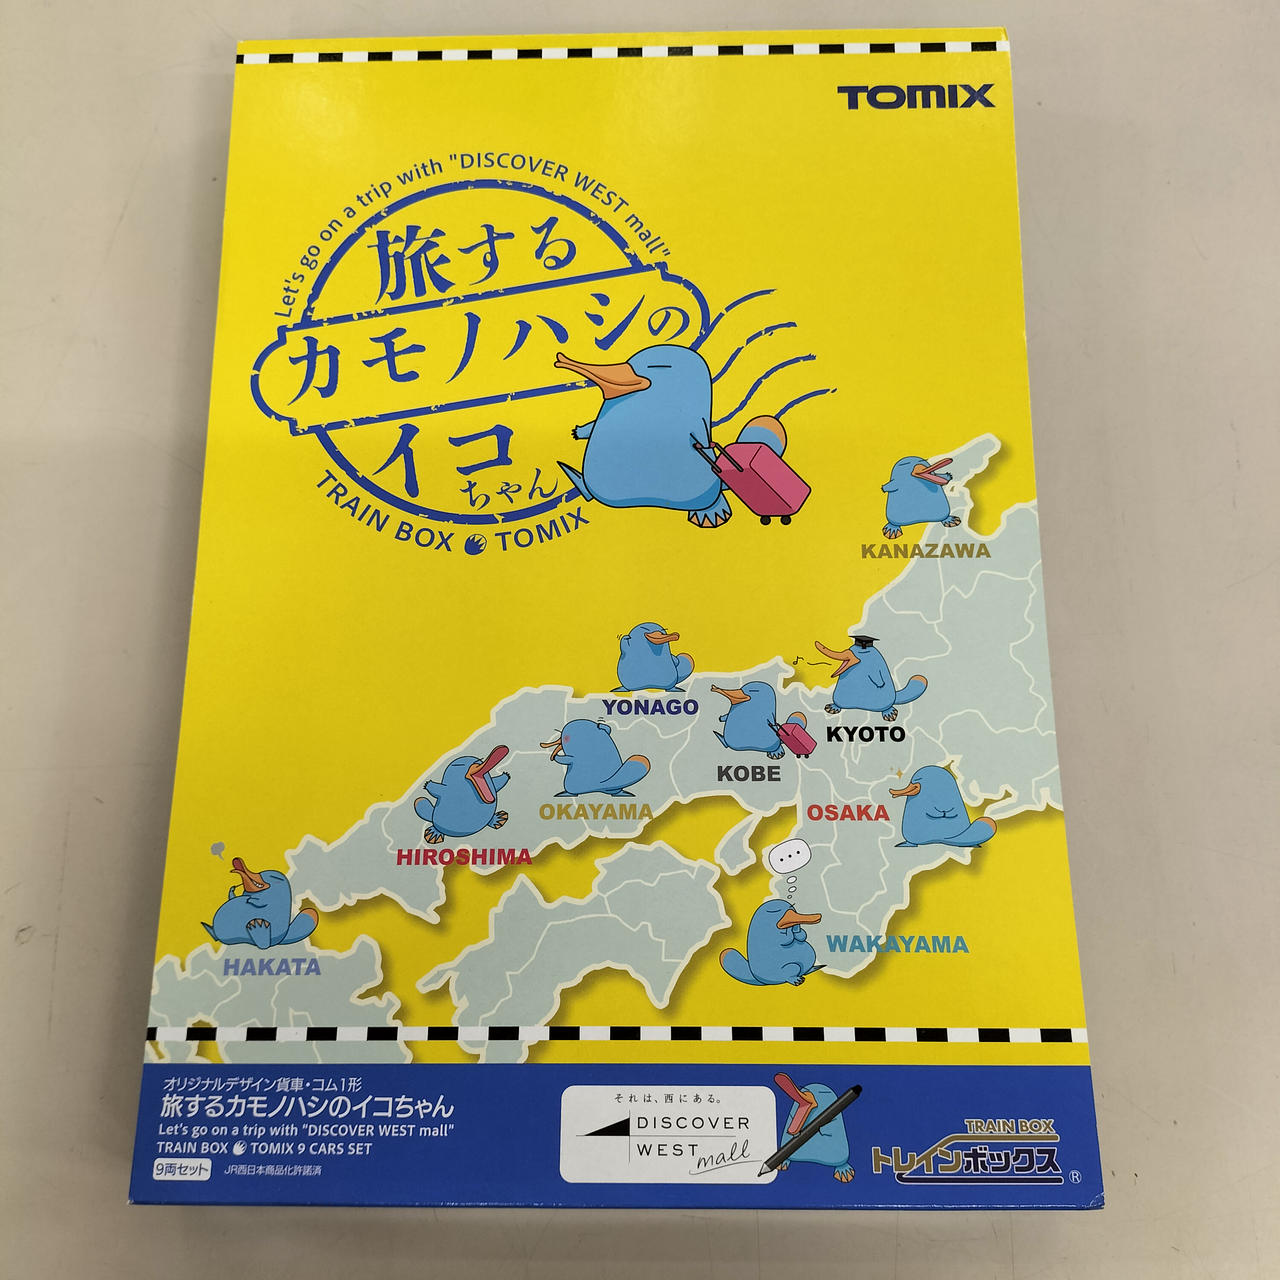 TOMIX
Let's go on a trip with "DISCOVER WEST mall"
旅する
カモノハシの
イコ
ちゃん
TRAIN BOX TOMIX
KANAZAWA
YONAGO
KYOTO
KOBE
OKAYAMA
OSAKA
HIROSHIMA
...
WAKAYAMA
HAKATA
オリジナルデザイン貨車・コム1形
旅するカモノハシのイコちゃん
Let's go on a trip with "DISCOVER WEST mall"
TRAIN BOX TOMIX 9 CARS SET
9両セット JR西日本商品化許諾済
それは、西にある。
DISCOVER
WEST mall
TRAIN BOX
トレインボックス ®